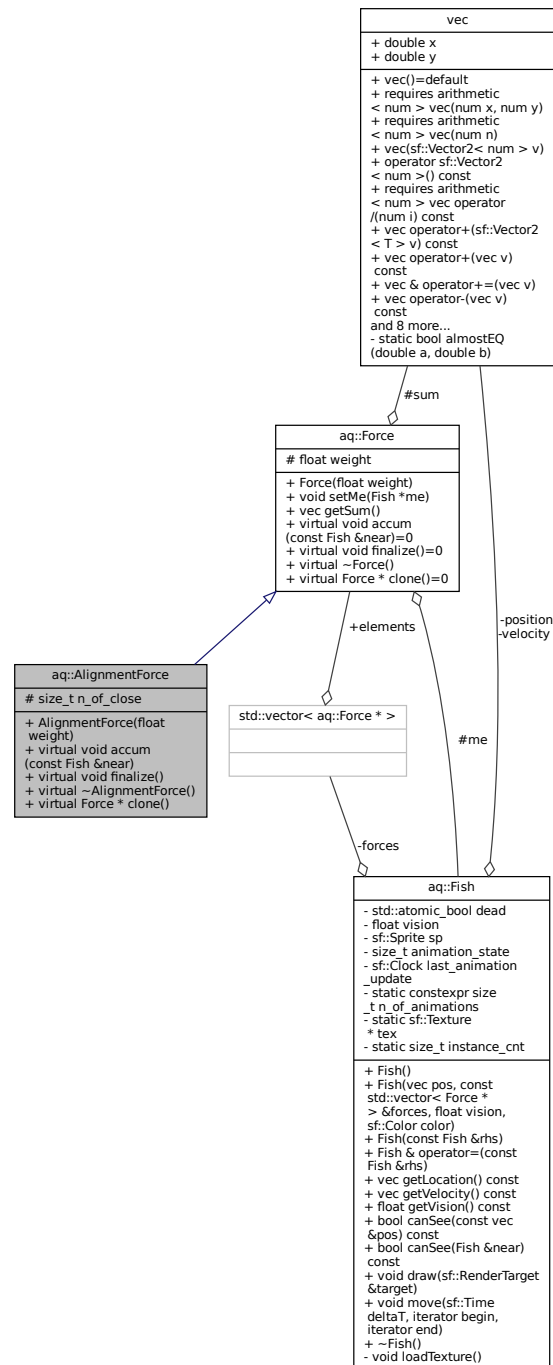 vec
+ double x
+ double y
+ vec()=default
+ requires arithmetic
< num > vec(num x, num y)
+ requires arithmetic
< num > vec(num n)
+ vec(sf::Vector2< num > v)
+ operator sf::Vector2
< num >() const
+ requires arithmetic
< num > vec operator
/(num i) const
+ vec operator+(sf::Vector2
< T > v) const
+ vec operator+(vec v)
const
+ vec & operator+=(vec v)
+ vec operator-(vec v)
const
and 8 more...
- static bool almostEQ
(double a, double b)
#sum
aq::Force
# float weight
+ Force(float weight)
+ void setMe(Fish *me)
+ vec getSum()
+ virtual void accum
(const Fish &near)=0
+ virtual void finalize()=0
+ virtual ~Force()
+ virtual Force * clone()=0
+elements
-position
-velocity
aq::AlignmentForce
# size_t n_of_close
+ AlignmentForce(float
weight)
+ virtual void accum
(const Fish &near)
+ virtual void finalize()
+ virtual ~AlignmentForce()
+ virtual Force * clone()
std::vector< aq::Force * >
#me
-forces
aq::Fish
- std::atomic_bool dead
- float vision
- sf::Sprite sp
- size_t animation_state
- sf::Clock last_animation
_update
- static constexpr size
_t n_of_animations
- static sf::Texture
* tex
- static size_t instance_cnt
+ Fish()
+ Fish(vec pos, const
std::vector< Force *
> &forces, float vision,
sf::Color color)
+ Fish(const Fish &rhs)
+ Fish & operator=(const
Fish &rhs)
+ vec getLocation() const
+ vec getVelocity() const
+ float getVision() const
+ bool canSee(const vec
&pos) const
+ bool canSee(Fish &near)
const
+ void draw(sf::RenderTarget
&target)
+ void move(sf::Time
deltaT, iterator begin,
iterator end)
+ ~Fish()
- void loadTexture()